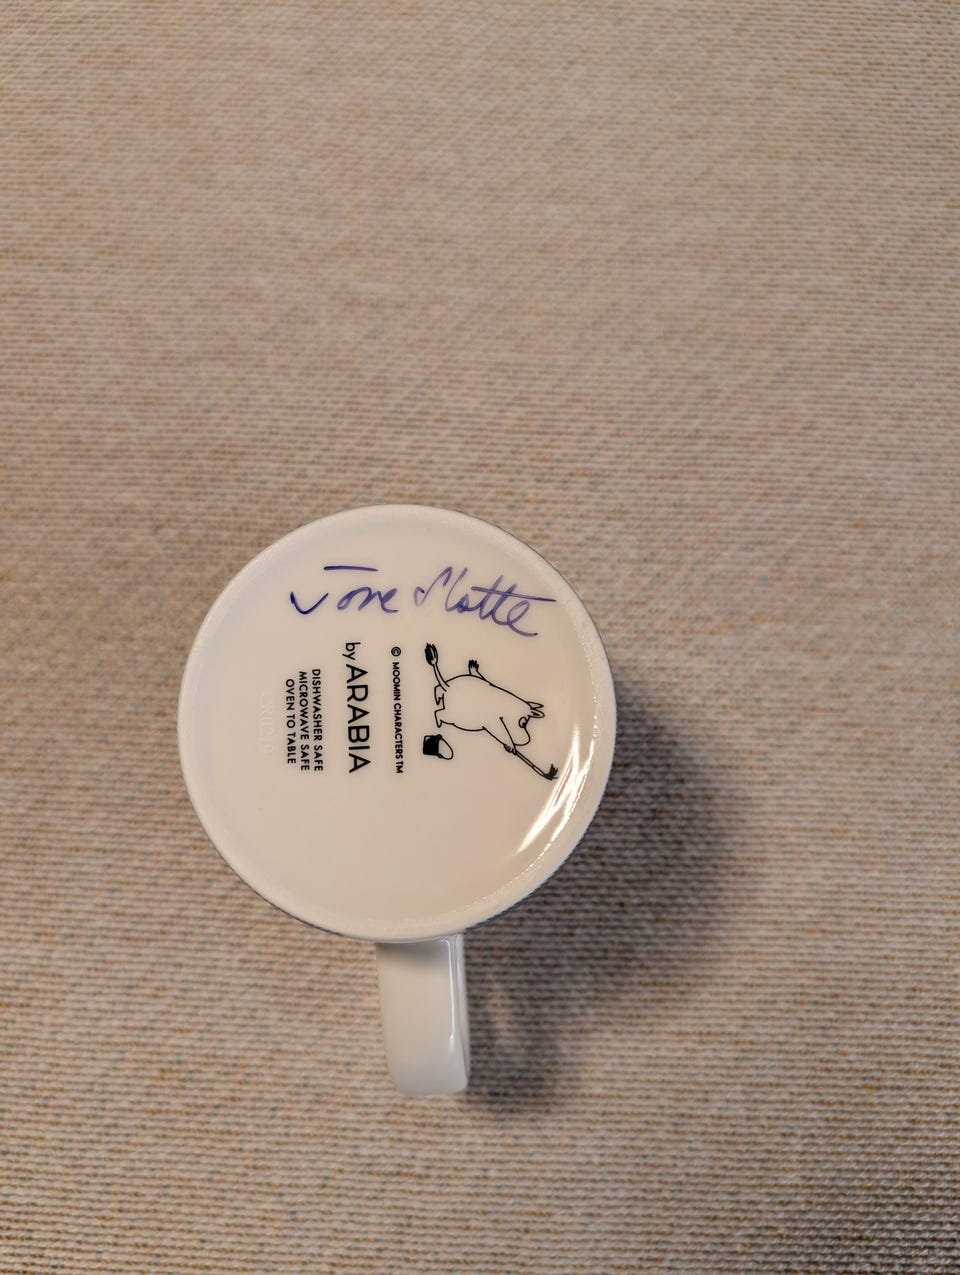 Tove Slotte
© MOOMIN CHARACTERS TM
by ARABIA
DISHWASHER SAFE
MICROWAVE SAFE
OVEN TO TABLE